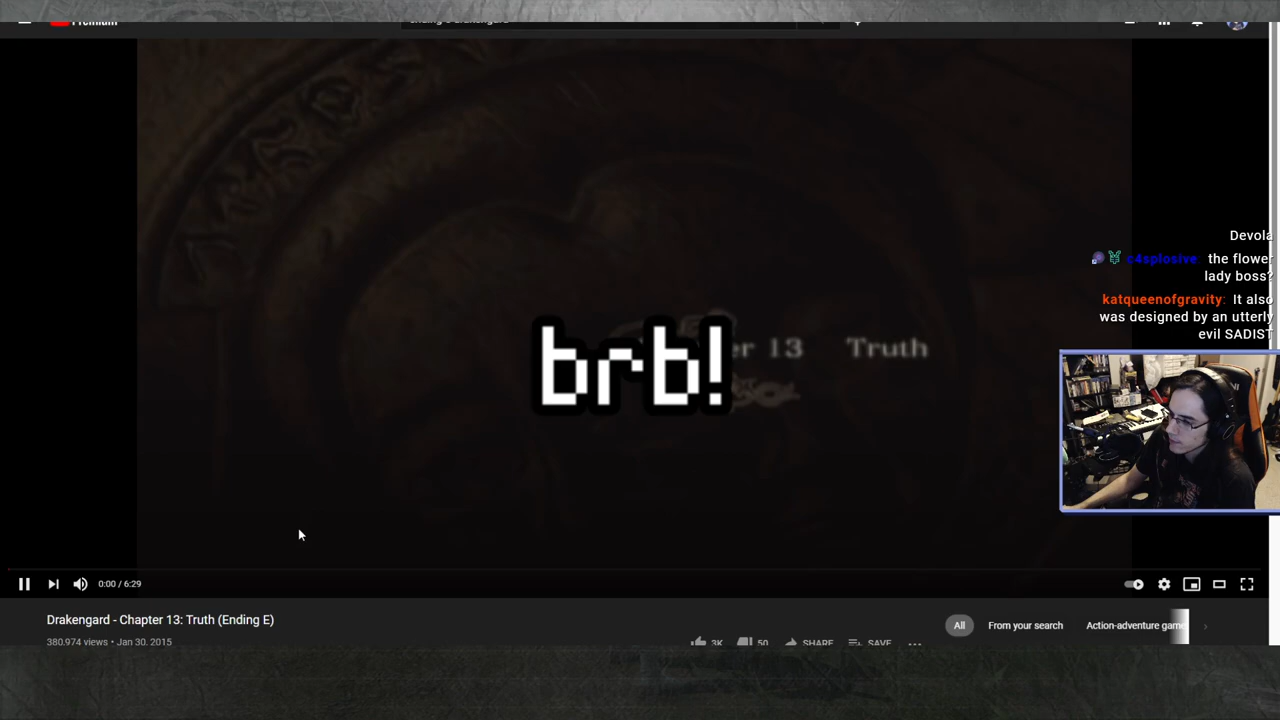 Premium
Devola
c4splosive: the flower
lady boss?
katqueenofgravity: It also
was designed by an utterly
evil SADIST
er 13 Truth
brb!
0:00 / 6:29
Drakengard - Chapter 13: Truth (Ending E)
All From your search Action-adventure game
380,974 views • Jan 30, 2015
3K 50 SHARE SAVE